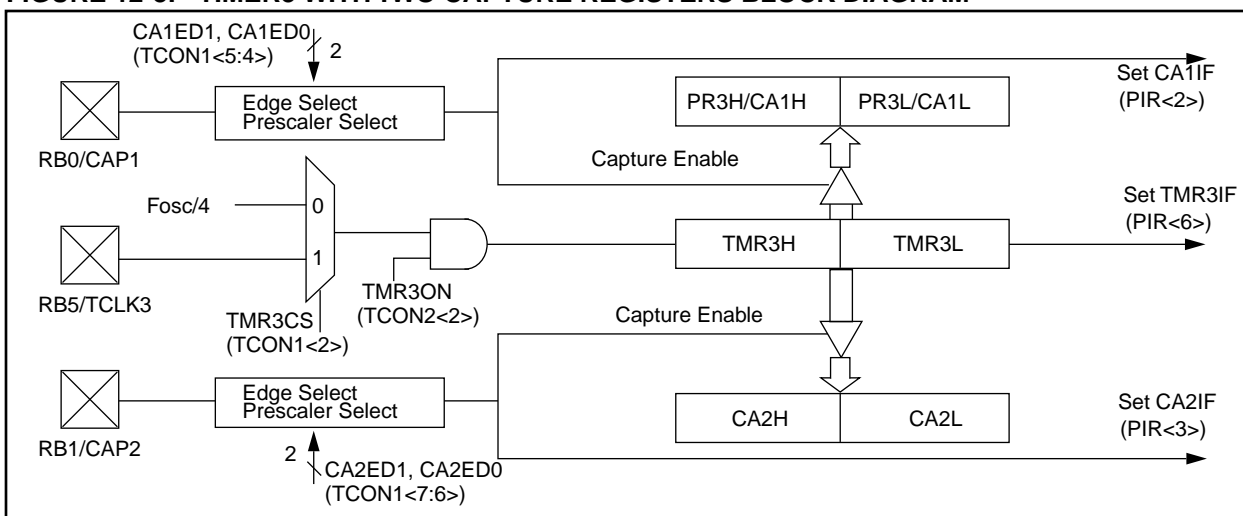 CA1ED1, CA1ED0
(TCON1<5:4>)
2
Set CA1IF
(PIR<2>)
Edge Select
Prescaler Select
PR3H/CA1H
PR3L/CA1L
RB0/CAP1
Capture Enable
Fosc/4
0
1
Set TMR3IF
(PIR<6>)
TMR3H
TMR3L
RB5/TCLK3
TMR3ON
(TCON2<2>)
TMR3CS
(TCON1<2>)
Capture Enable
Edge Select
Prescaler Select
CA2H
CA2L
Set CA2IF
(PIR<3>)
RB1/CAP2
2
CA2ED1, CA2ED0
(TCON1<7:6>)